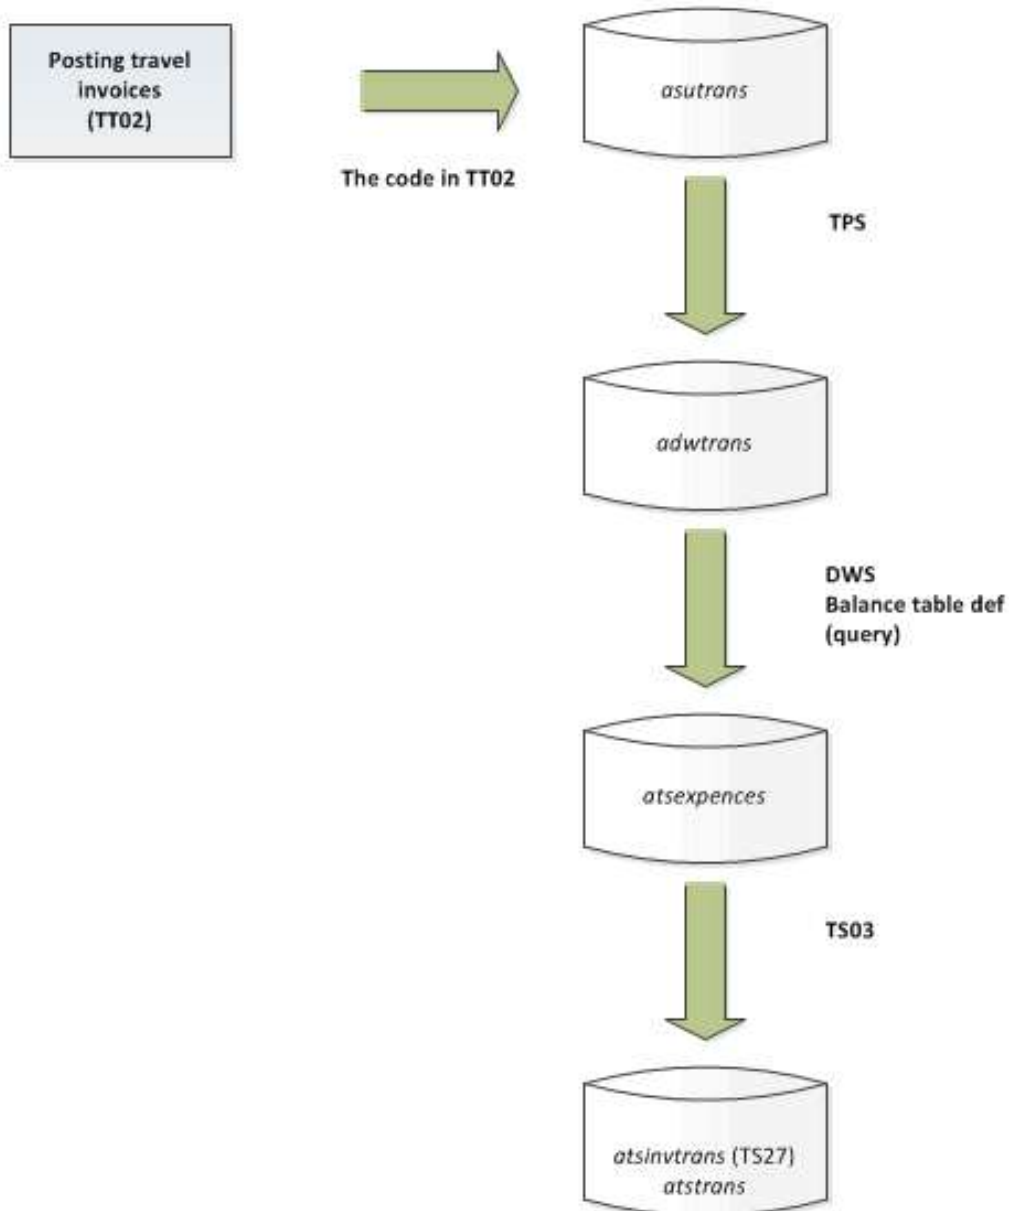 Posting travel
invoices
(TT02)
The code in TT02
asutrans
TPS
adwtrans
DWS
Balance table def
(query)
atsexpences
TS03
atsinvtrans (TS27)
atstrans